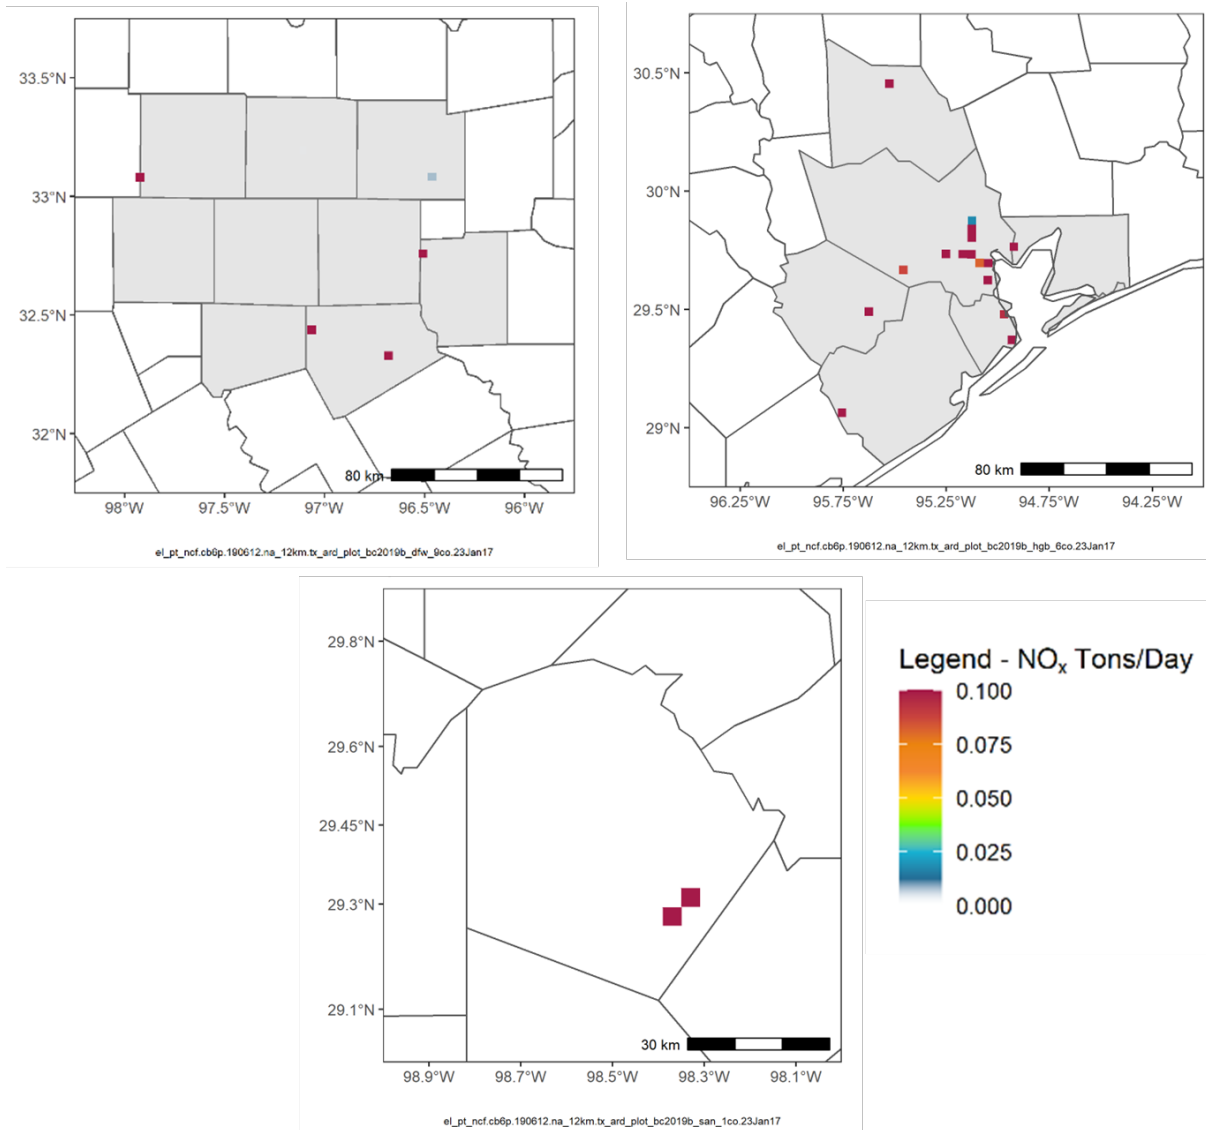 33.5°N
33°N
32.5°N
32°N
80 km
98°W 97.5°W 97°W 96.5°W 96°W
el_pt_ncf.cb6p.190612.na_12km.tx_ard_plot_bc2019b_dfw_9co.23Jan17
30.5°N
30°N
29.5°N
29°N
80 km
96.25°W 95.75°W 95.25°W 94.75°W 94.25°W
el_pt_ncf.cb6p.190612.na_12km.tx_ard_plot_bc2019b_hgb_6co.23Jan17
29.8°N
29.6°N
29.45°N
29.3°N
29.1°N
30 km
98.9°W 98.7°W 98.5°W 98.3°W 98.1°W
el_pt_ncf.cb6p.190612.na_12km.tx_ard_plot_bc2019b_san_1co.23Jan17
Legend - NOx Tons/Day
0.100
0.075
0.050
0.025
0.000